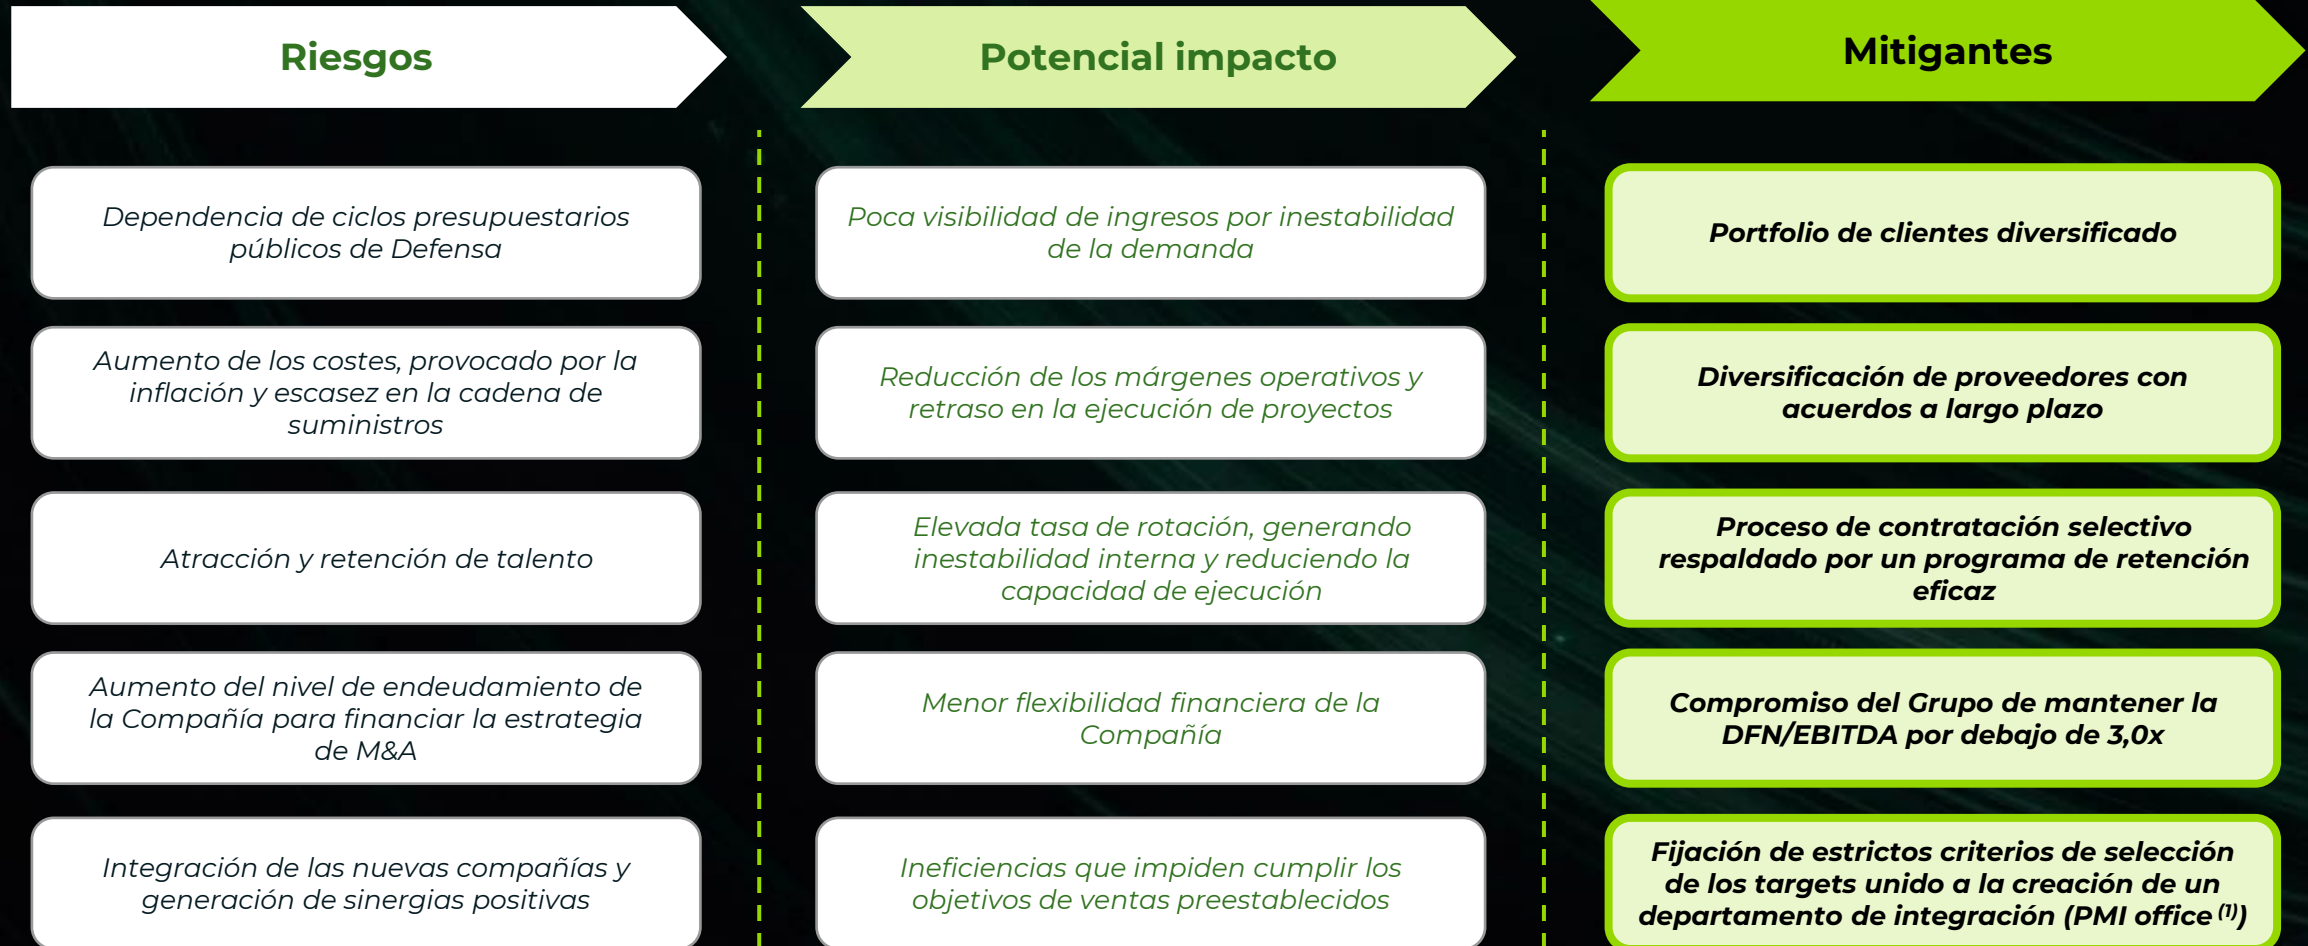 Riesgos
Potencial impacto
Mitigantes
Dependencia de ciclos presupuestarios
públicos de Defensa
Poca visibilidad de ingresos por inestabilidad
de la demanda
Portfolio de clientes diversificado
Aumento de los costes, provocado por la
inflación y escasez en la cadena de
suministros
Reducción de los márgenes operativos y
retraso en la ejecución de proyectos
Diversificación de proveedores con
acuerdos a largo plazo
Atracción y retención de talento
Elevada tasa de rotación, generando
inestabilidad interna y reduciendo la
capacidad de ejecución
Proceso de contratación selectivo
respaldado por un programa de retención
eficaz
Aumento del nivel de endeudamiento de
la Compañía para financiar la estrategia
de M&A
Menor flexibilidad financiera de la
Compañía
Compromiso del Grupo de mantener la
DFN/EBITDA por debajo de 3,0x
Integración de las nuevas compañías y
generación de sinergias positivas
Ineficiencias que impiden cumplir los
objetivos de ventas preestablecidos
Fijación de estrictos criterios de selección
de los targets unido a la creación de un
departamento de integración (PMI office (1))